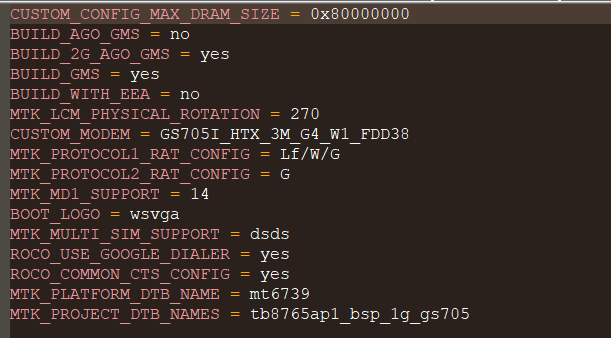 CUSTOM_CONFIG_MAX_DRAM_SIZE = 0x80000000
BUILD_AGO_GMS = no
BUILD_2G_AGO_GMS = yes
BUILD_GMS = yes
BUILD_WITH_EEA = no
MTK_LCM_PHYSICAL_ROTATION = 270
CUSTOM_MODEM = GS705I_HTX_3M_G4_W1_FDD38
MTK_PROTOCOL1_RAT_CONFIG = Lf/W/G
MTK_PROTOCOL2_RAT_CONFIG = G
MTK_MD1_SUPPORT = 14
BOOT_LOGO = wsvga
MTK_MULTI_SIM_SUPPORT = dsds
ROCO_USE_GOOGLE_DIALER = yes
ROCO_COMMON_CTS_CONFIG = yes
MTK_PLATFORM_DTB_NAME = mt6739
MTK_PROJECT_DTB_NAMES = tb8765ap1_bsp_1g_gs705